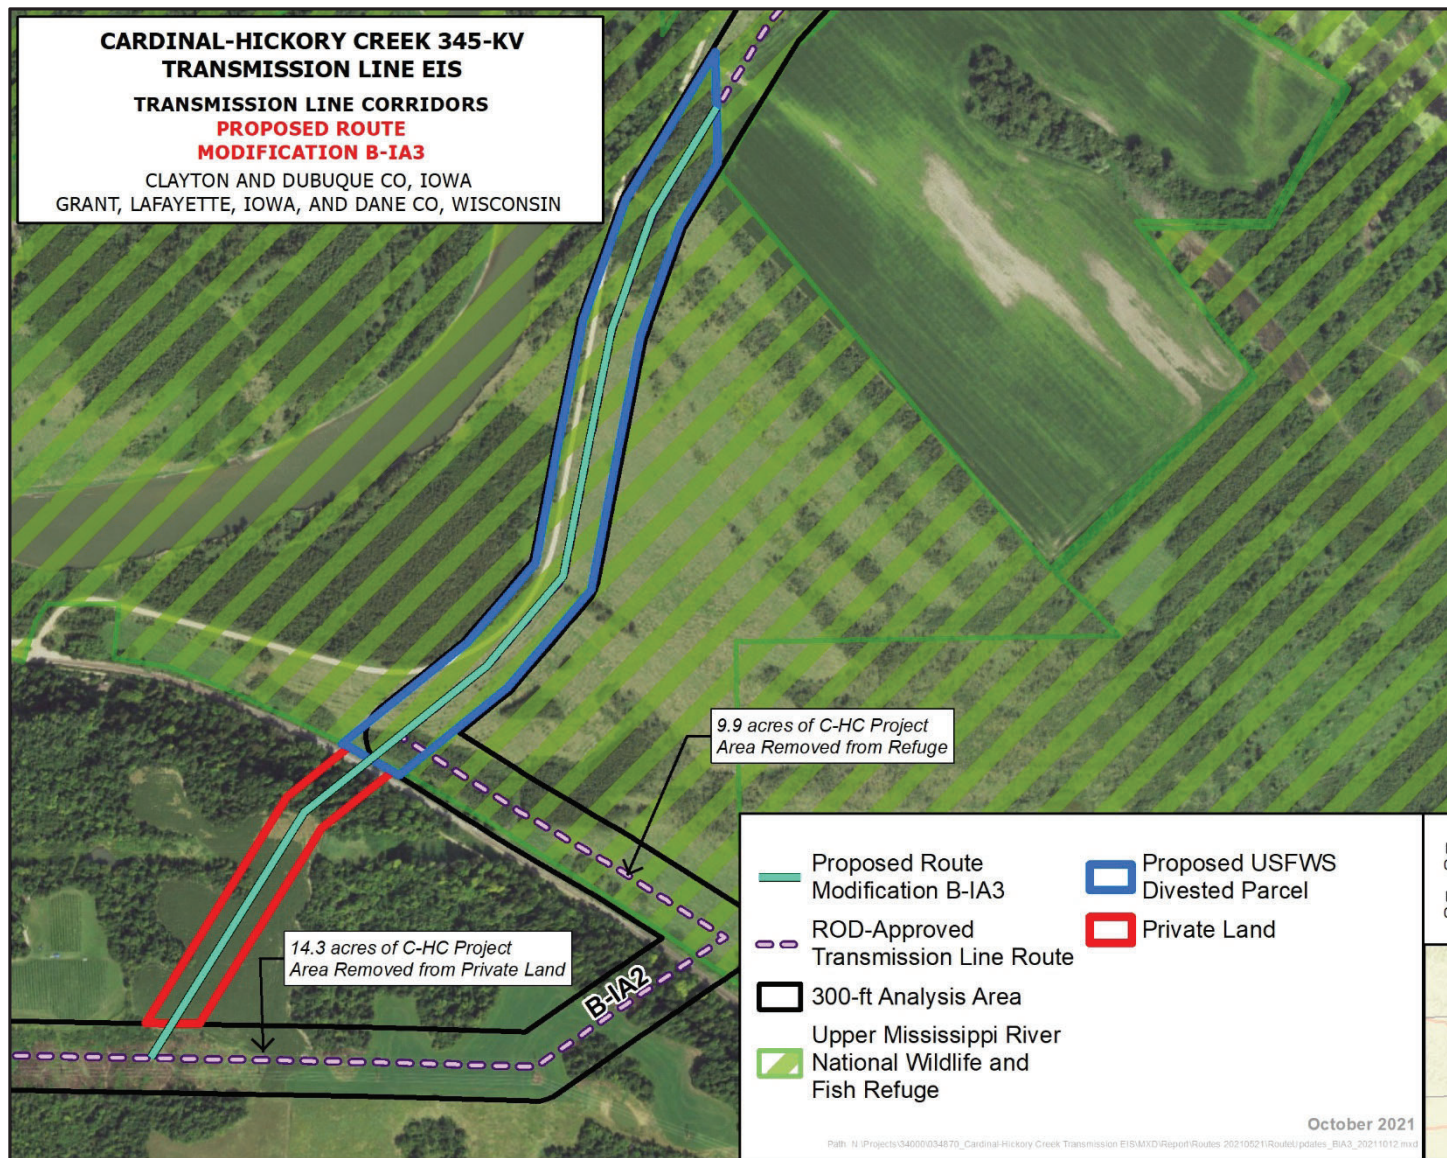 CARDINAL-HICKORY CREEK 345-KV
TRANSMISSION LINE EIS
TRANSMISSION LINE CORRIDORS
PROPOSED ROUTE
MODIFICATION B-IA3
CLAYTON AND DUBUQUE CO, IOWA
GRANT, LAFAYETTE, IOWA, AND DANE CO, WISCONSIN
9.9 acres of C-HC Project
Area Removed from Refuge
14.3 acres of C-HC Project
Area Removed from Private Land
B-IA2
Proposed Route
Modification B-IA3
ROD-Approved
Transmission Line Route
300-ft Analysis Area
Upper Mississippi River
National Wildlife and
Fish Refuge
Proposed USFWS
Divested Parcel
Private Land
October 2021